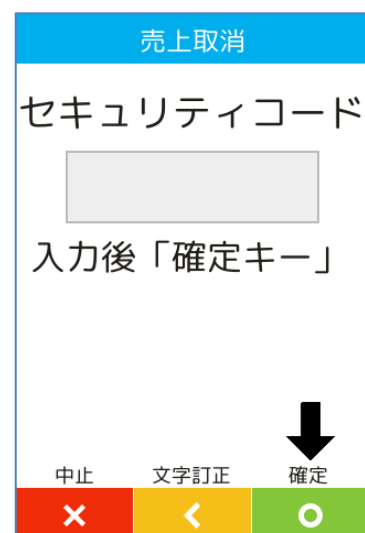 売上取消
セキュリティコード
入力後「確定キー」
中止 文字訂正 確定